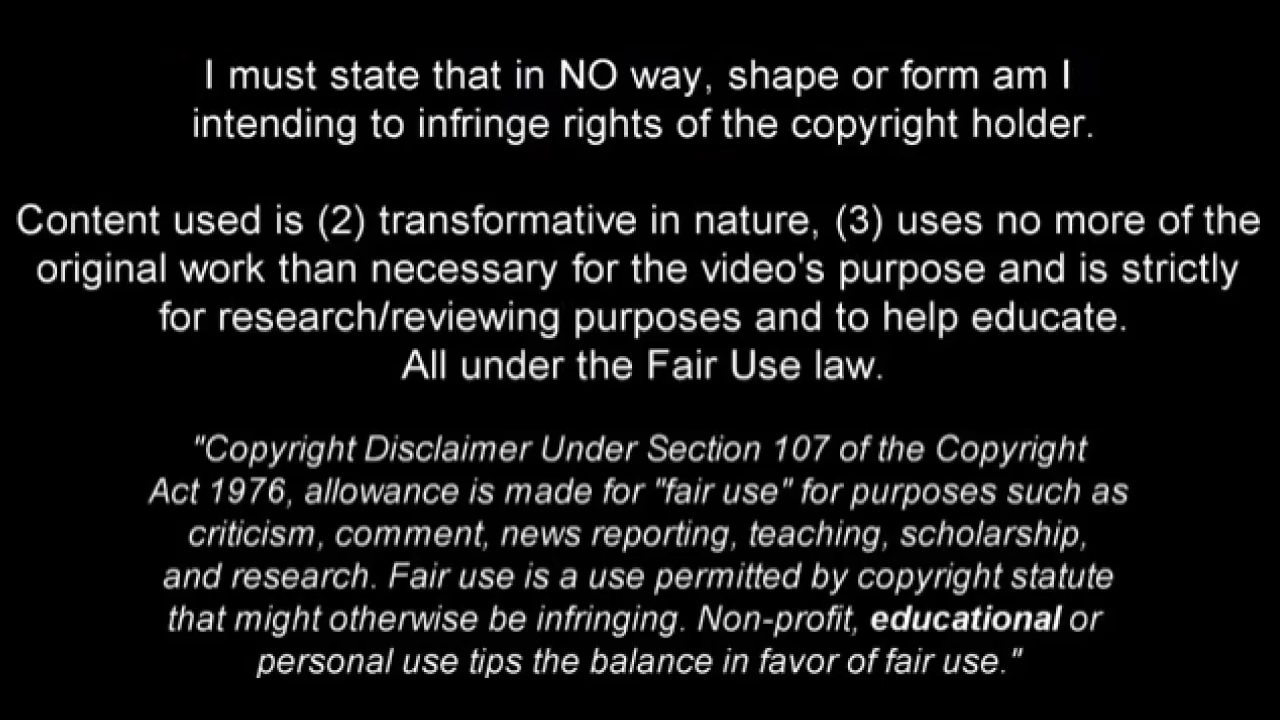 I must state that in NO way, shape or form am I
intending to infringe rights of the copyright holder.
Content used is (2) transformative in nature, (3) uses no more of the
original work than necessary for the video's purpose and is strictly
for research/reviewing purposes and to help educate.
All under the Fair Use law.
"Copyright Disclaimer Under Section 107 of the Copyright
Act 1976, allowance is made for "fair use" for purposes such as
criticism, comment, news reporting, teaching, scholarship,
and research. Fair use is a use permitted by copyright statute
that might otherwise be infringing. Non-profit, educational or
personal use tips the balance in favor of fair use."